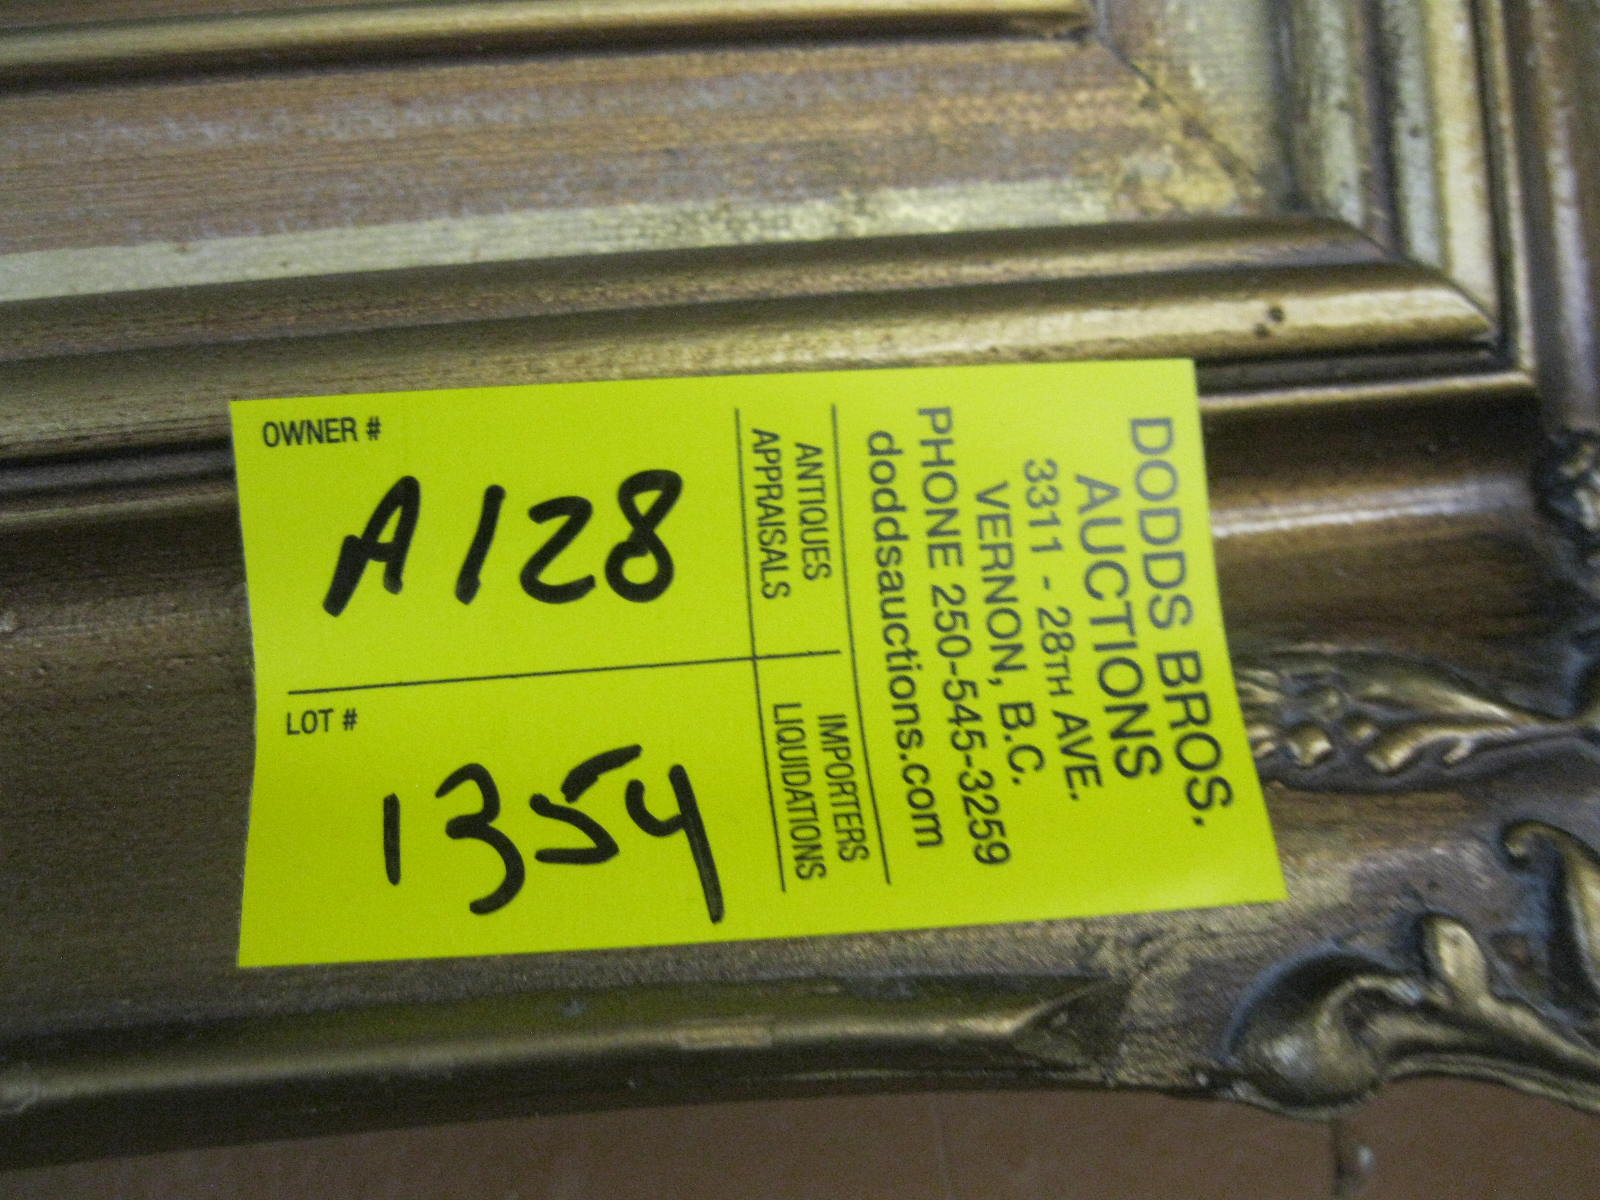 OWNER #
A128
LOT #
1354
ANTIQUES
APPRAISALS
IMPORTERS
LIQUIDATIONS
DODDS BROS.
AUCTIONS
3311 - 28TH AVE.
VERNON, B.C.
PHONE 250-545-3259
doddsauctions.com